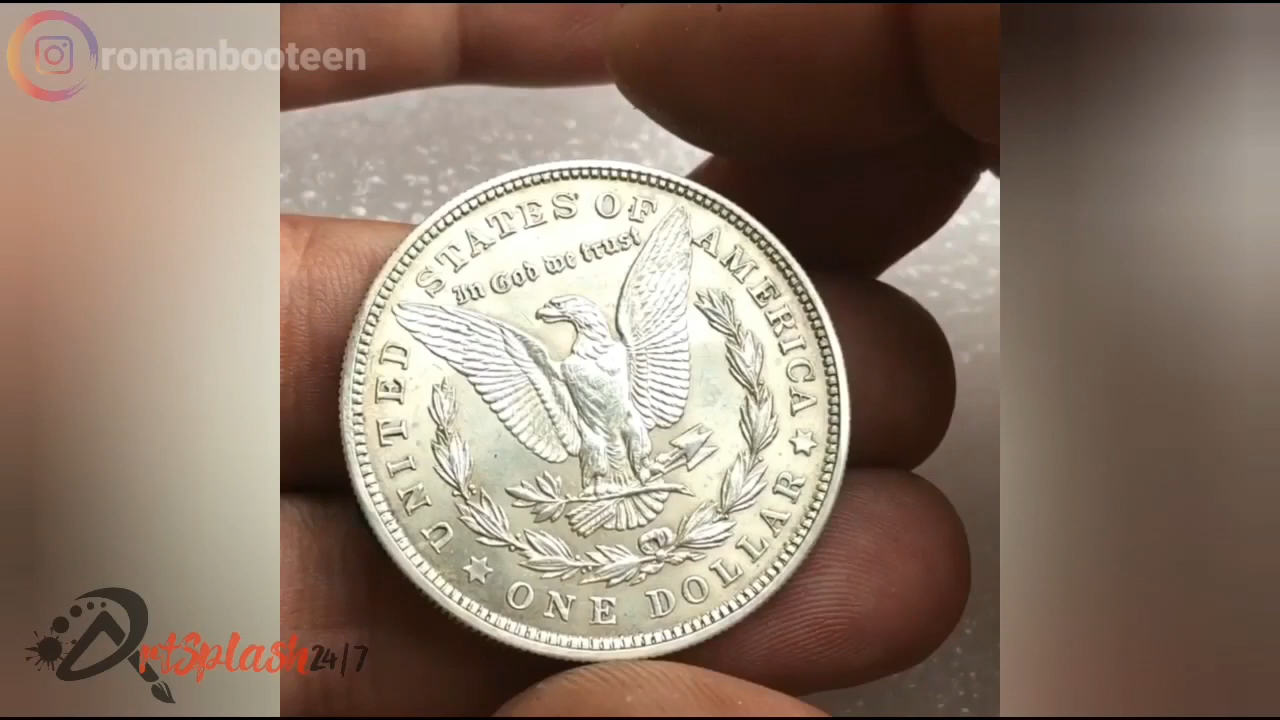 romanbooteen
UNITED STATES OF AMERICA
In God we trust
ONE DOLLAR
ArtSplash24/7